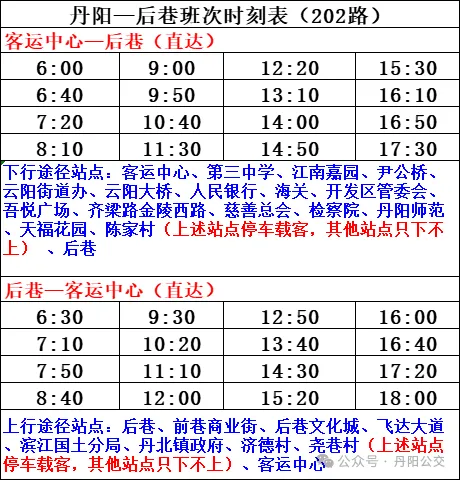 丹阳—后巷班次时刻表（202路）
客运中心—后巷（直达）
6:00 9:00 12:20 15:30
6:40 9:50 13:10 16:10
7:20 10:40 14:00 16:50
8:10 11:30 14:50 17:30
下行途径站点：客运中心、第三中学、江南嘉园、尹公桥、
云阳街道办、云阳大桥、人民银行、海关、开发区管委会、
吾悦广场、齐梁路金陵西路、慈善总会、检察院、丹阳师范
、天福花园、陈家村（上述站点停车载客，其他站点只下不
上） 、后巷
后巷—客运中心（直达）
6:30 9:30 12:50 16:00
7:10 10:20 13:40 16:40
7:50 11:10 14:30 17:20
8:40 12:00 15:20 18:00
上行途径站点：后巷、前巷商业街、后巷文化城、飞达大道
、滨江国土分局、丹北镇政府、济德村、尧巷村（上述站点
停车载客，其他站点只下不上）、客运中心
公众号 · 丹阳公交